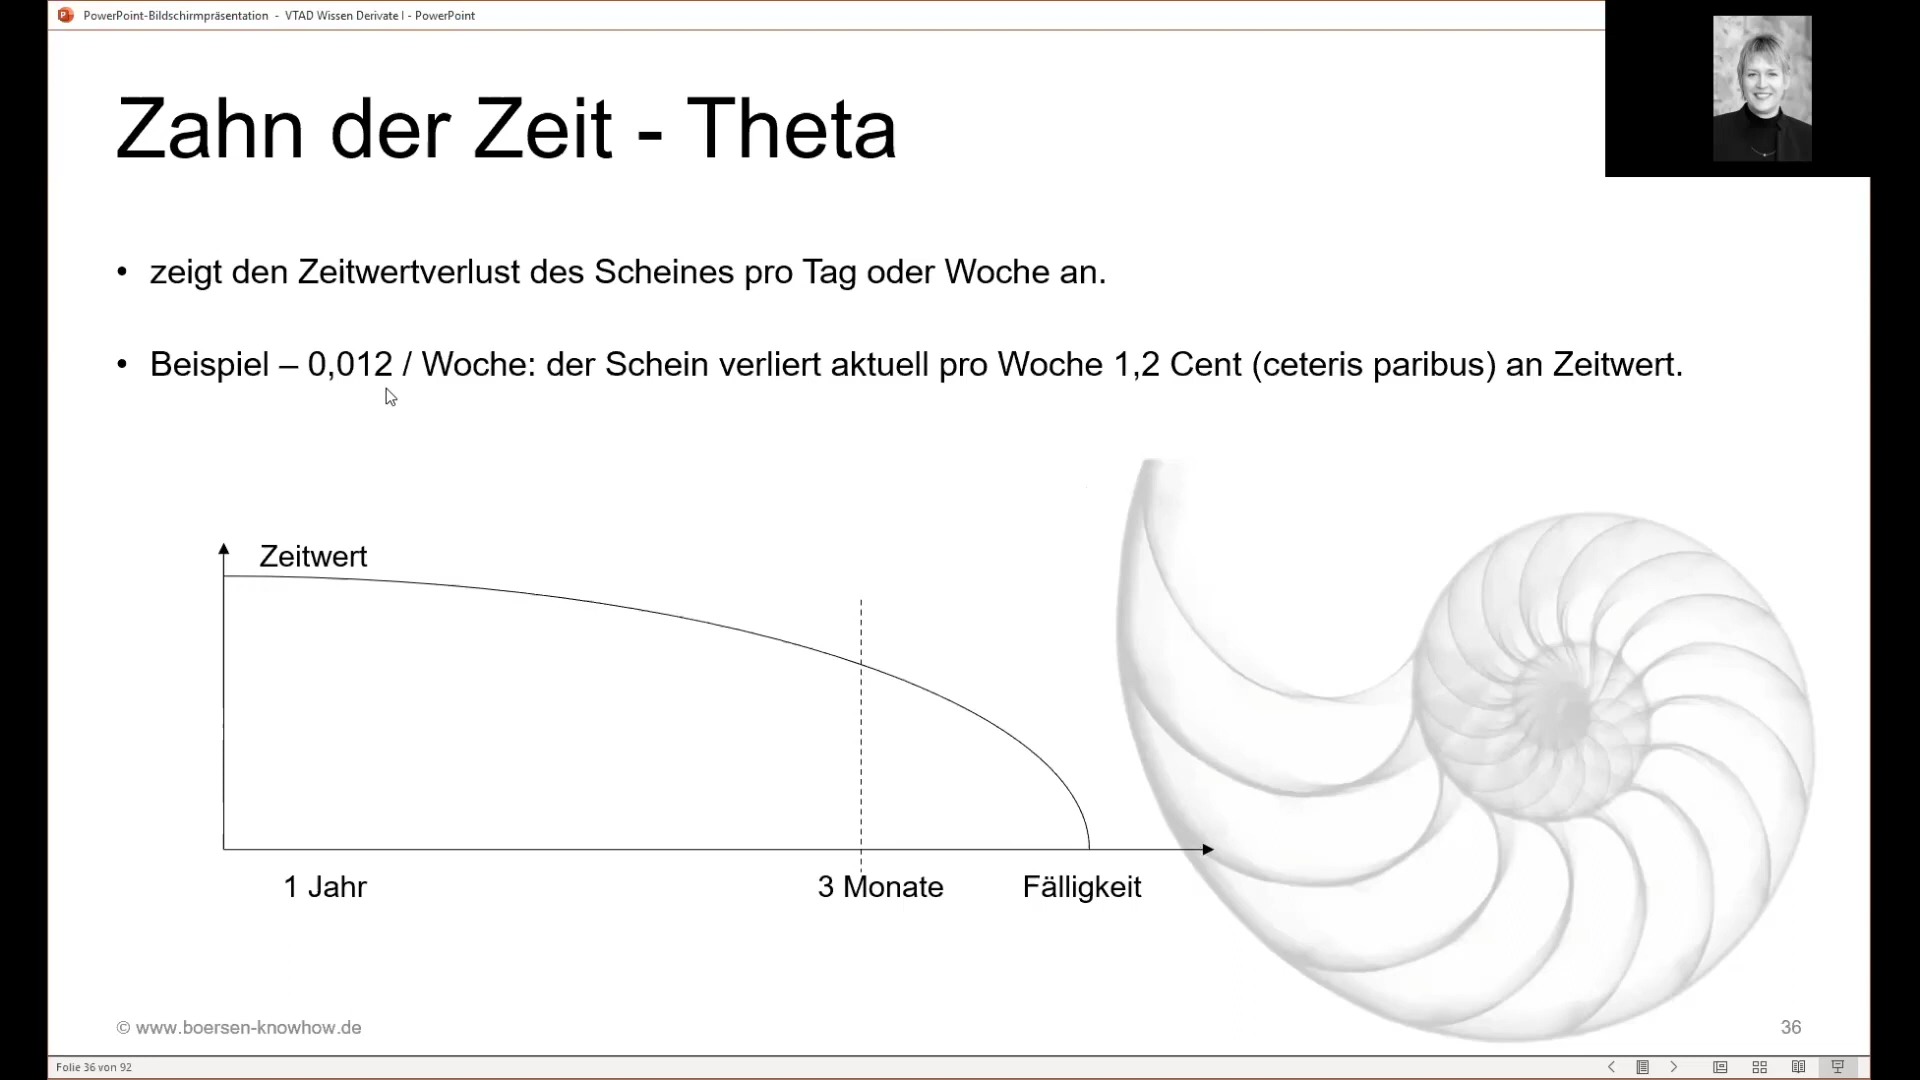 PowerPoint-Bildschirmpräsentation - VTAD Wissen Derivate I - PowerPoint
Zahn der Zeit - Theta
• zeigt den Zeitwertverlust des Scheines pro Tag oder Woche an.
• Beispiel – 0,012 / Woche: der Schein verliert aktuell pro Woche 1,2 Cent (ceteris paribus) an Zeitwert.
Zeitwert
1 Jahr
3 Monate
Fälligkeit
© www.boersen-knowhow.de
36
Folie 36 von 92